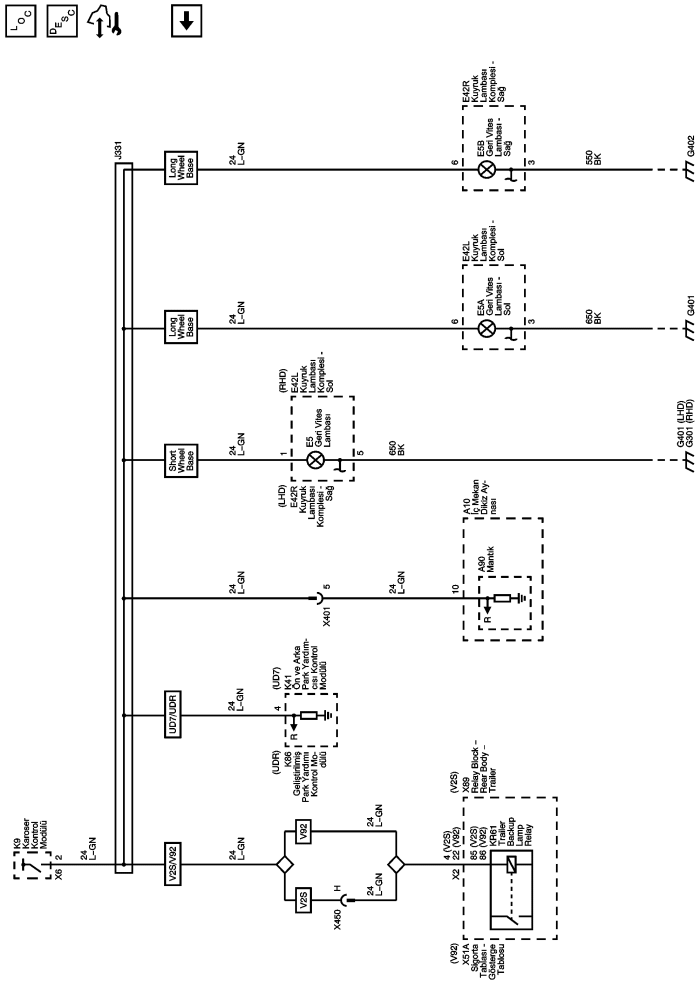 LOC
DESC
K9
Karoser
Kontrol
Modülü
X6
2
24
L-GN
J331
V2S/V92
24
L-GN
V2S
V92
X450
H
24
L-GN
24
L-GN
X2
4 (V2S)
22 (V92)
(V2S)
X89
Relay Block –
Rear Body –
Trailer
85 (V2S)
86 (V92)
KR61
Trailer
Backup
Lamp
Relay
(V92)
X51A
Sigorta
Tablası -
Gösterge
Tablosu
UD7/UDR
24
L-GN
4
(UD7)
K41
Ön ve Arka
Park Yardım-
cısı Kontrol
Modülü
R
(UDR)
K86
Geliştirilmiş
Park Yardımı
Kontrol Mo-
dülü
24
L-GN
X401
5
24
L-GN
10
A10
İç Mekan
Dikiz Ay-
nası
A90
Mantık
R
Short
Wheel
Base
24
L-GN
1
(RHD)
E42L
Kuyruk
Lambası
Komplesi -
Sol
E5
Geri Vites
Lambası
(LHD)
E42R
Kuyruk
Lambası
Komplesi -
Sağ
5
650
BK
G401 (LHD)
G301 (RHD)
Long
Wheel
Base
24
L-GN
6
E42L
Kuyruk
Lambası
Komplesi -
Sol
E5A
Geri Vites
Lambası -
Sol
3
650
BK
G401
Long
Wheel
Base
24
L-GN
6
E42R
Kuyruk
Lambası
Komplesi -
Sağ
E5B
Geri Vites
Lambası -
Sağ
3
550
BK
G402